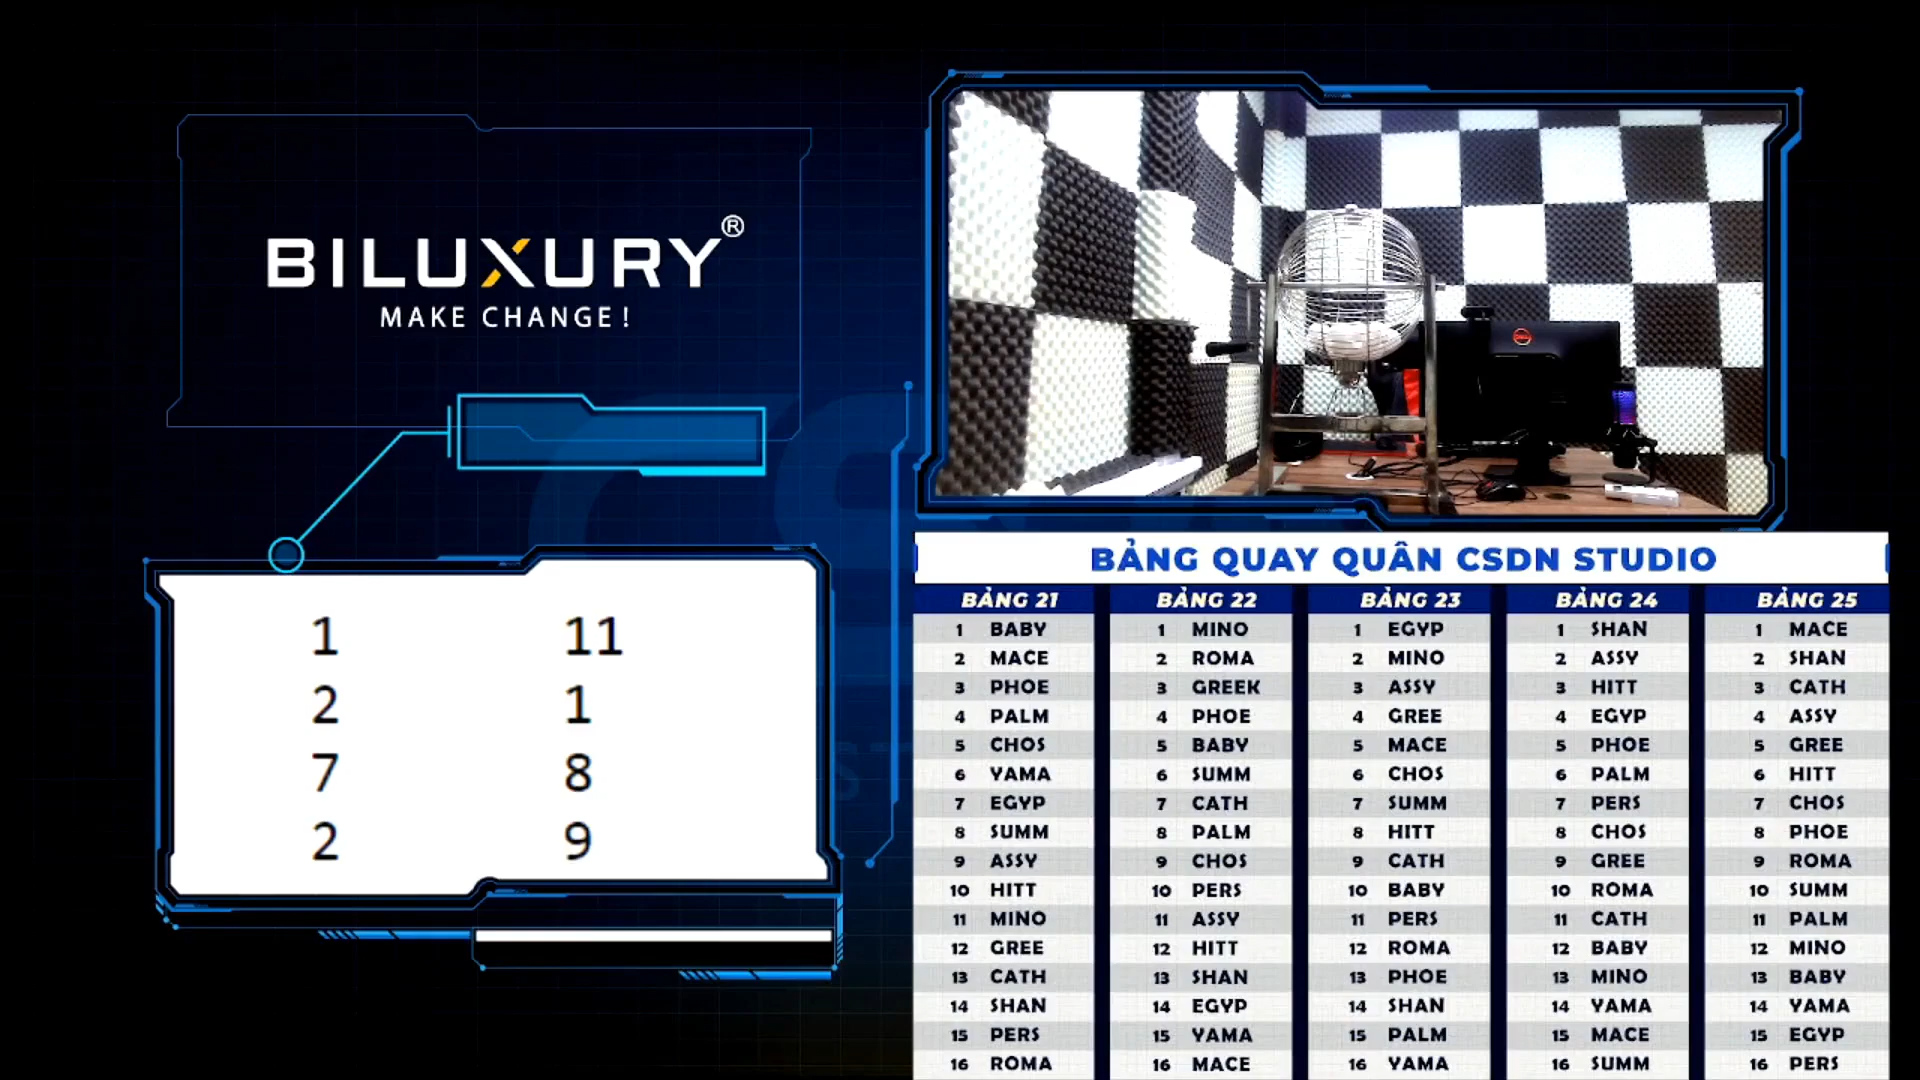 BILUXURY®
MAKE CHANGE!
1 11
2 1
7 8
2 9
BẢNG QUAY QUÂN CSDN STUDIO
BẢNG 21 BẢNG 22 BẢNG 23 BẢNG 24 BẢNG 25
1 BABY 1 MINO 1 EGYP 1 SHAN 1 MACE
2 MACE 2 ROMA 2 MINO 2 ASSY 2 SHAN
3 PHOE 3 GREEK 3 ASSY 3 HITT 3 CATH
4 PALM 4 PHOE 4 GREE 4 EGYP 4 ASSY
5 CHOS 5 BABY 5 MACE 5 PHOE 5 GREE
6 YAMA 6 SUMM 6 CHOS 6 PALM 6 HITT
7 EGYP 7 CATH 7 SUMM 7 PERS 7 CHOS
8 SUMM 8 PALM 8 HITT 8 CHOS 8 PHOE
9 ASSY 9 CHOS 9 CATH 9 GREE 9 ROMA
10 HITT 10 PERS 10 BABY 10 ROMA 10 SUMM
11 MINO 11 ASSY 11 PERS 11 CATH 11 PALM
12 GREE 12 HITT 12 ROMA 12 BABY 12 MINO
13 CATH 13 SHAN 13 PHOE 13 MINO 13 BABY
14 SHAN 14 EGYP 14 SHAN 14 YAMA 14 YAMA
15 PERS 15 YAMA 15 PALM 15 MACE 15 EGYP
16 ROMA 16 MACE 16 YAMA 16 SUMM 16 PERS